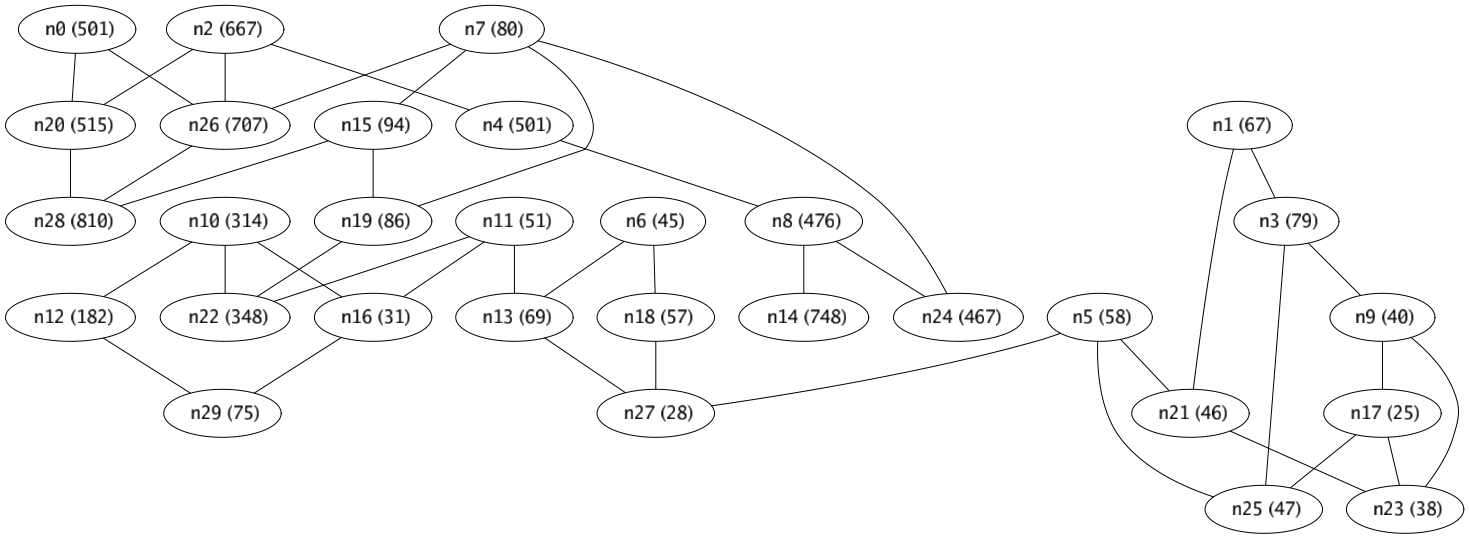 n0 (501)
n2 (667)
n7 (80)
n20 (515)
n26 (707)
n15 (94)
n4 (501)
n1 (67)
n28 (810)
n10 (314)
n19 (86)
n11 (51)
n6 (45)
n8 (476)
n3 (79)
n12 (182)
n22 (348)
n16 (31)
n13 (69)
n18 (57)
n14 (748)
n24 (467)
n5 (58)
n9 (40)
n29 (75)
n27 (28)
n21 (46)
n17 (25)
n25 (47)
n23 (38)